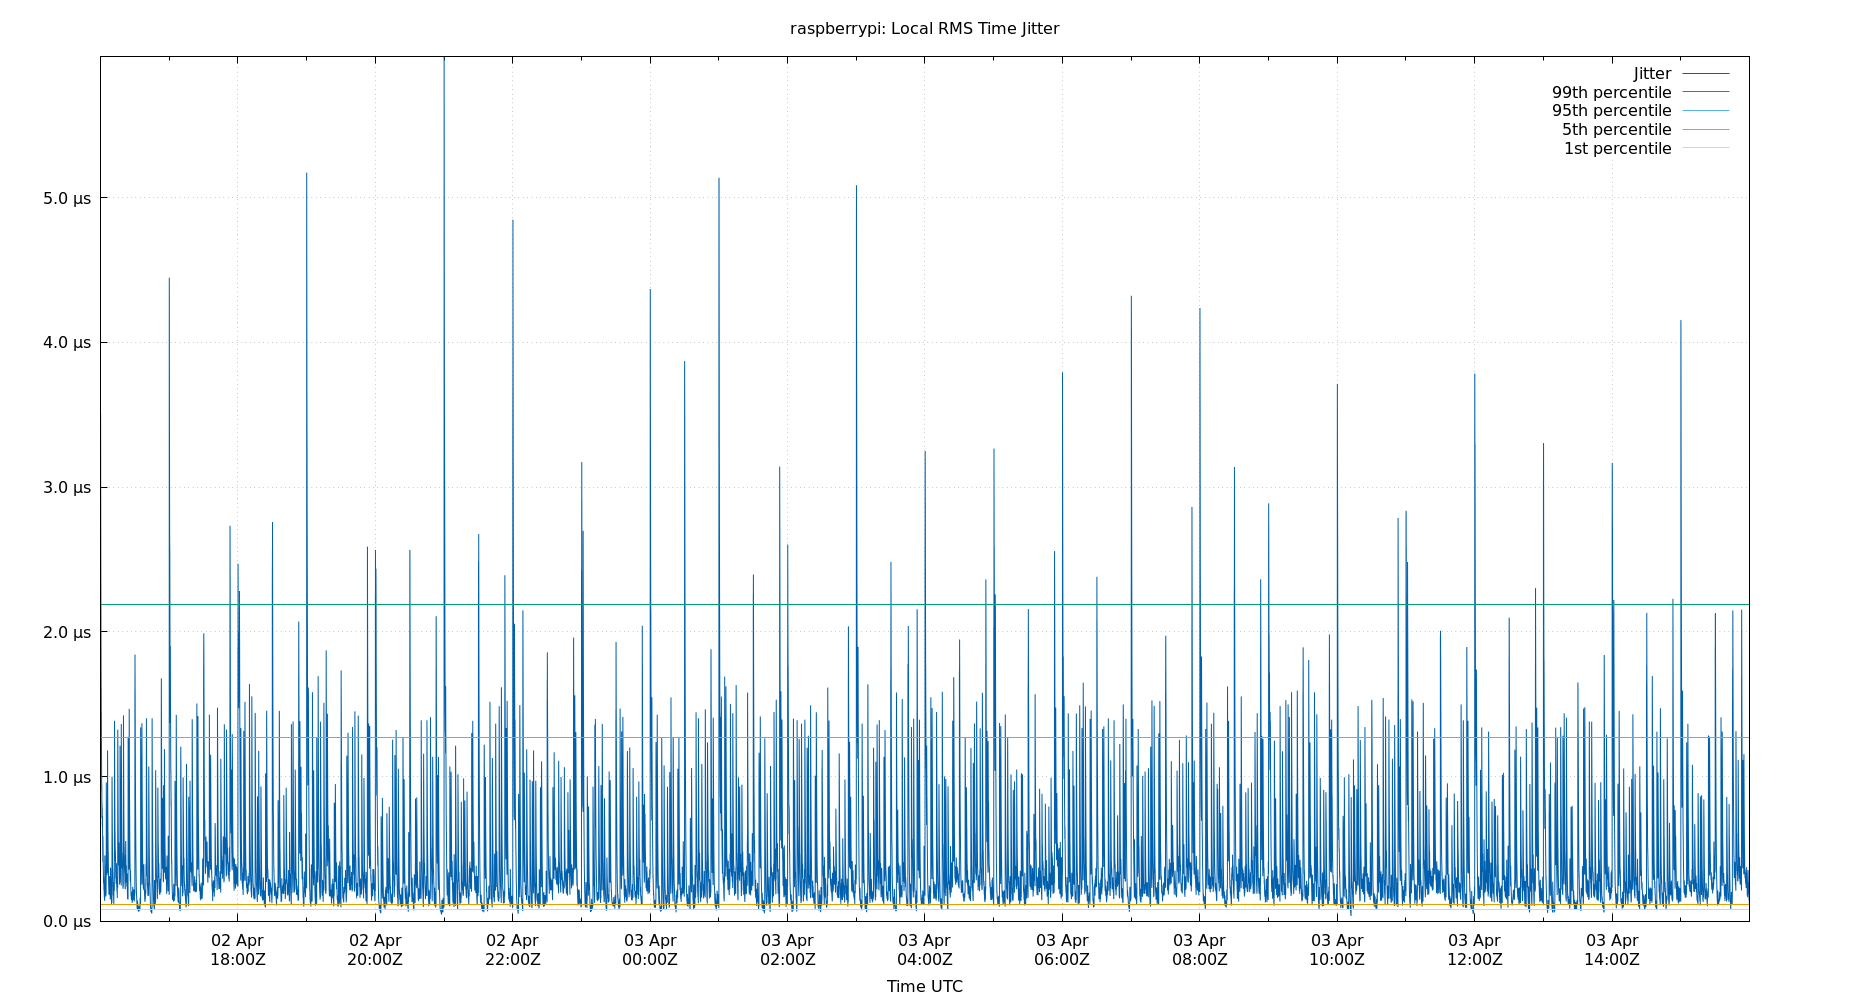 raspberrypi: Local RMS Time Jitter
Jitter
99th percentile
95th percentile
5th percentile
1st percentile
5.0 µs
4.0 µs
3.0 µs
2.0 µs
1.0 µs
0.0 µs
02 Apr 02 Apr 02 Apr 03 Apr 03 Apr 03 Apr 03 Apr 03 Apr 03 Apr 03 Apr 03 Apr
18:00Z 20:00Z 22:00Z 00:00Z 02:00Z 04:00Z 06:00Z 08:00Z 10:00Z 12:00Z 14:00Z
Time UTC